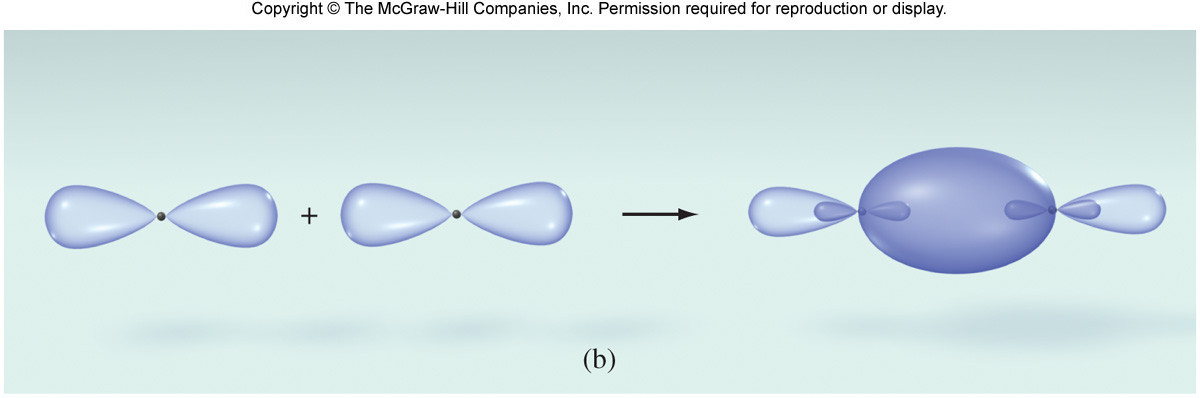 Copyright © The McGraw-Hill Companies, Inc. Permission required for reproduction or display.
+
(b)